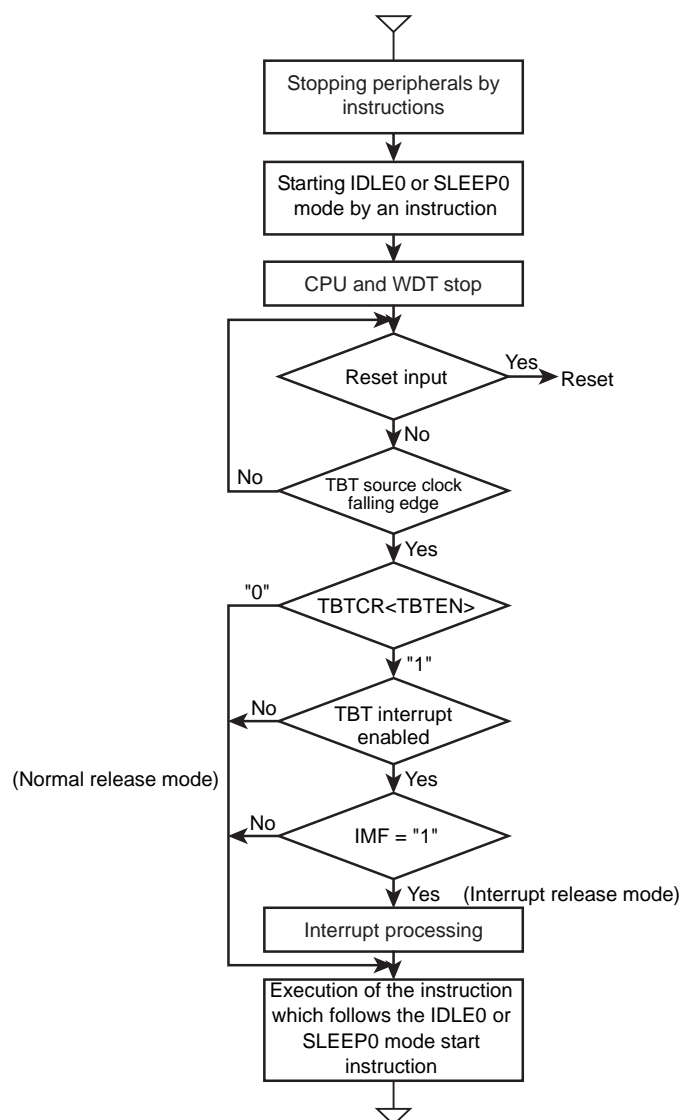 Stopping peripherals by
instructions
Starting IDLE0 or SLEEP0
mode by an instruction
CPU and WDT stop
Reset input
Yes
Reset
No
No
TBT source clock
falling edge
Yes
"0"
TBTCR<TBTEN>
"1"
No
TBT interrupt
enabled
(Normal release mode)
Yes
No
IMF = "1"
Yes
(Interrupt release mode)
Interrupt processing
Execution of the instruction
which follows the IDLE0 or
SLEEP0 mode start
instruction